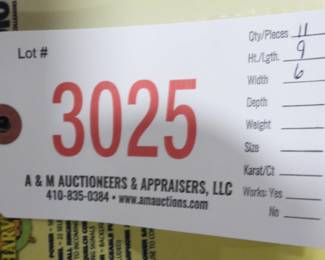 Lot #
3025
A & M AUCTIONEERS & APPRAISERS, LLC
410-835-0384 • www.amauctions.com
Qty/Pieces 11
Ht./Lgth. 9
Width 6
Depth
Weight
Size
Karat/Ct
Works: Yes
No